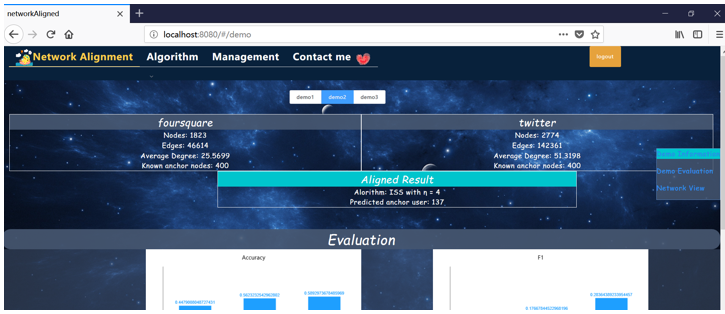 networkAligned
localhost:8080/#/demo
Network Alignment Algorithm Management Contact me
logout
demo1 demo2 demo3
foursquare
Nodes: 1823
Edges: 46614
Average Degree: 25.5699
Known anchor nodes: 400
twitter
Nodes: 2774
Edges: 142361
Average Degree: 51.3198
Known anchor nodes: 400
Demo Information
Demo Evaluation
Network View
Aligned Result
Alorithm: ISS with η = 4
Predicted anchor user: 137
Evaluation
Accuracy
F1